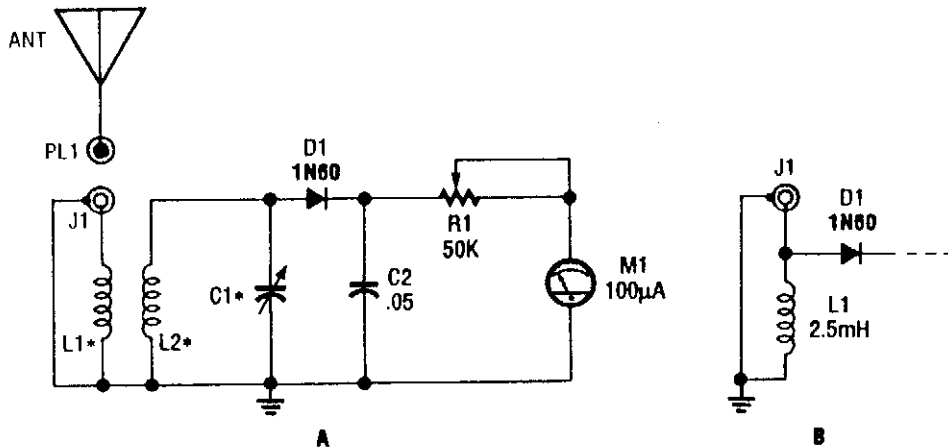 ANT
PL1
J1
L1*
L2*
C1*
D1
1N60
C2
.05
R1
50K
M1
100µA
A
J1
D1
1N60
L1
2.5mH
B